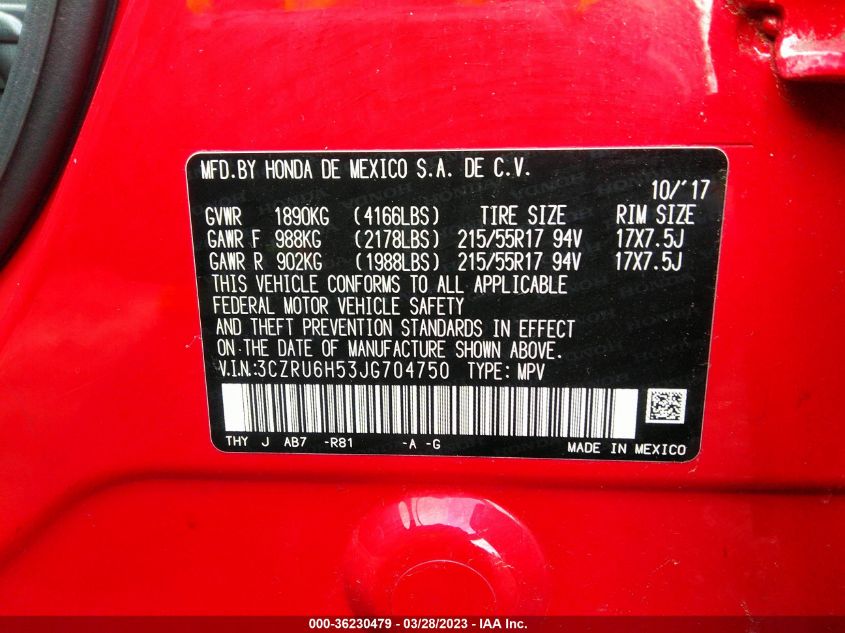 MFD.BY HONDA DE MEXICO S.A. DE C.V.
10/'17
GVWR 1890KG (4166LBS) TIRE SIZE RIM SIZE
GAWR F 988KG (2178LBS) 215/55R17 94V 17X7.5J
GAWR R 902KG (1988LBS) 215/55R17 94V 17X7.5J
THIS VEHICLE CONFORMS TO ALL APPLICABLE
FEDERAL MOTOR VEHICLE SAFETY
AND THEFT PREVENTION STANDARDS IN EFFECT
ON THE DATE OF MANUFACTURE SHOWN ABOVE.
V.I.N:3CZRU6H53JG704750 TYPE: MPV
THY J AB7 -R81 -A -G MADE IN MEXICO
000-36230479 — 03/28/2023 — IAA Inc.